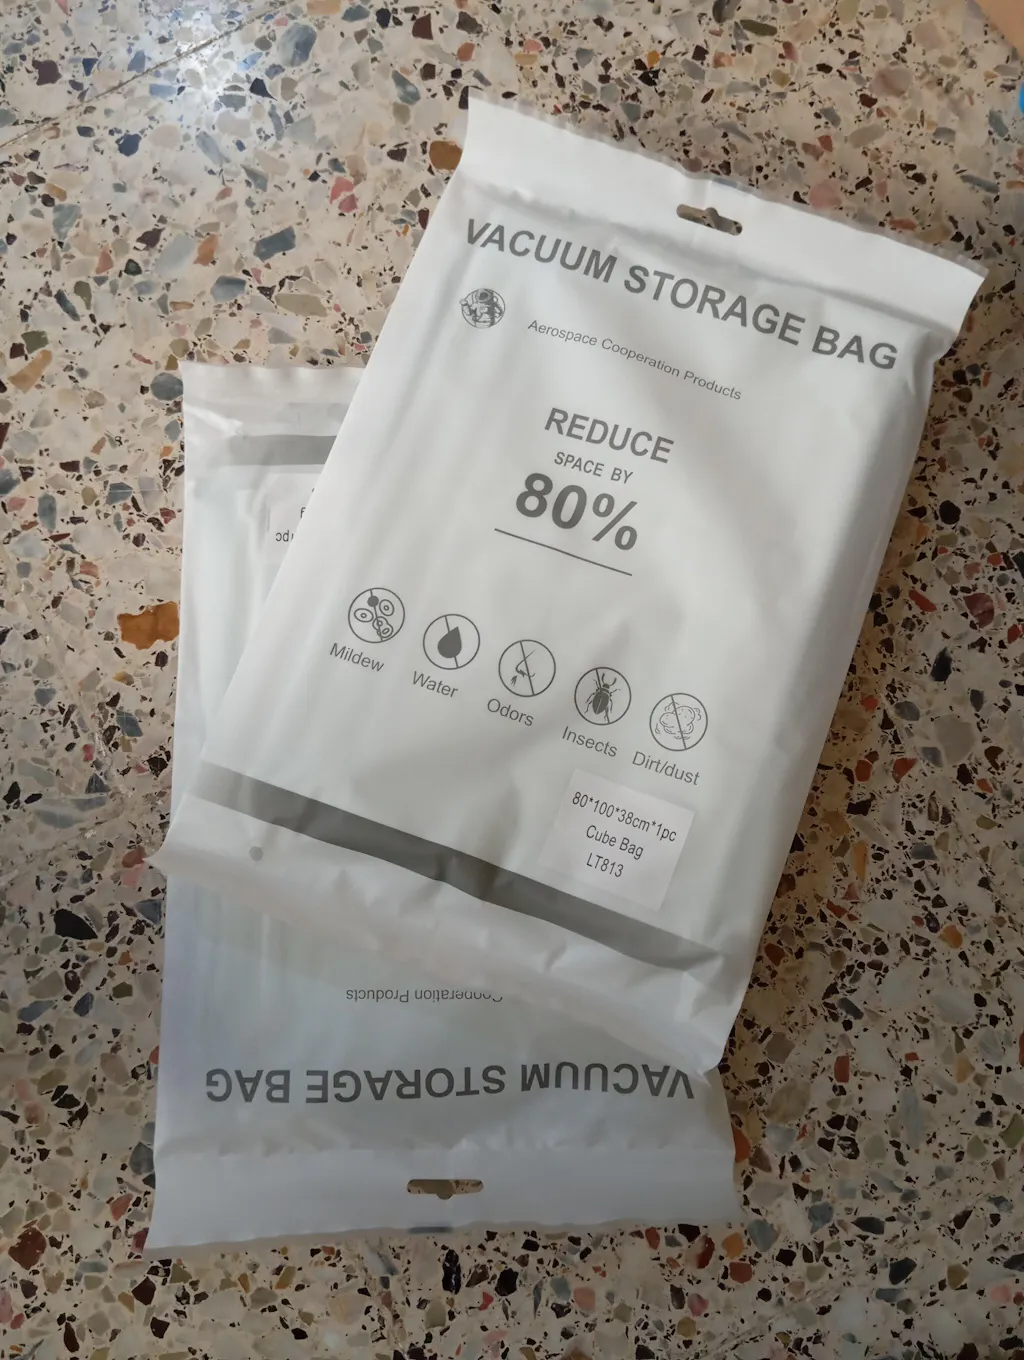 VACUUM STORAGE BAG
Aerospace Cooperation Products
REDUCE
SPACE BY
80%
Mildew
Water
Odors
Insects
Dirt/dust
80*100*38cm*1pc
Cube Bag
LT813
pc
Cooperation Products
VACUUM STORAGE BAG